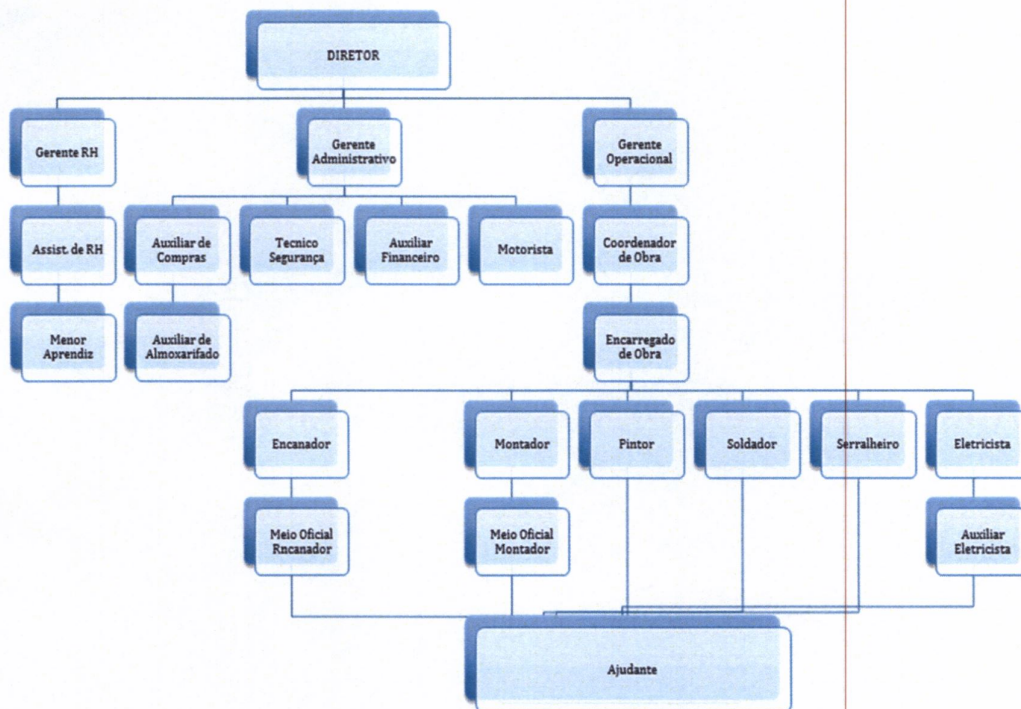 DIRETOR
Gerente RH
Gerente
Administrativo
Gerente
Operacional
Assist. de RH
Auxiliar de
Compras
Tecnico
Segurança
Auxiliar
Financeiro
Motorista
Coordenador
de Obra
Menor
Aprendiz
Auxiliar de
Almoxarifado
Encarregado
de Obra
Encanador
Montador
Pintor
Soldador
Serralheiro
Eletricista
Meio Oficial
Rncanador
Meio Oficial
Montador
Auxiliar
Eletricista
Ajudante